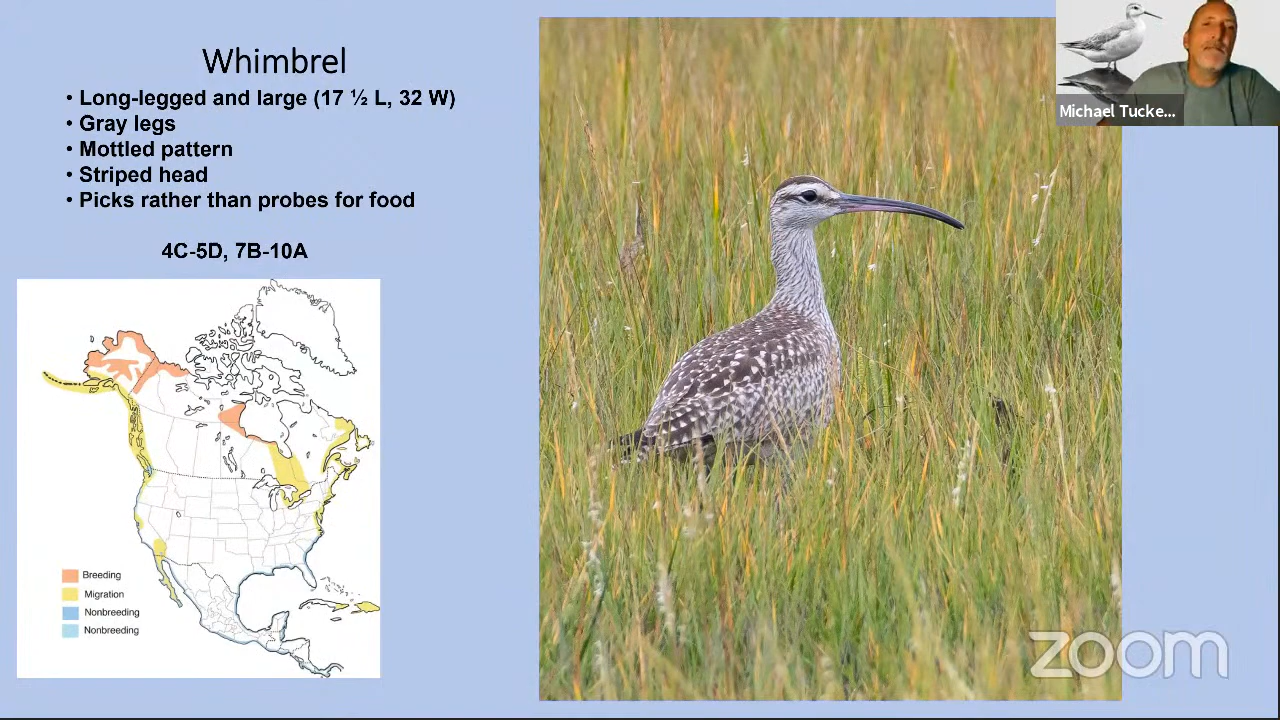 Whimbrel
• Long-legged and large (17 ½ L, 32 W)
• Gray legs
• Mottled pattern
• Striped head
• Picks rather than probes for food
4C-5D, 7B-10A
Breeding
Migration
Nonbreeding
Nonbreeding
Michael Tucke...
zoom